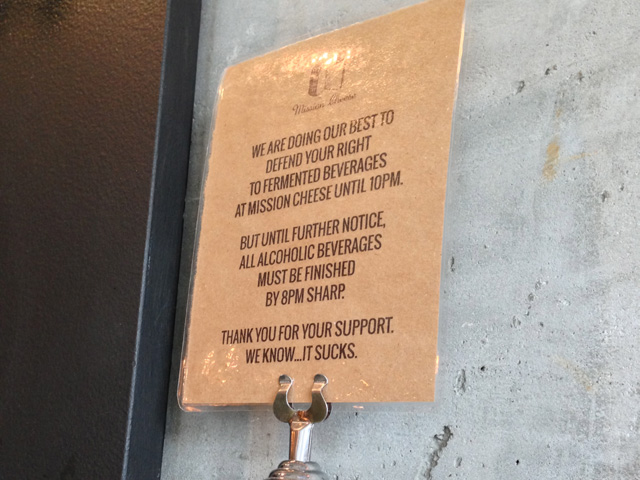 Mission Cheese
WE ARE DOING OUR BEST TO
DEFEND YOUR RIGHT
TO FERMENTED BEVERAGES
AT MISSION CHEESE UNTIL 10PM.
BUT UNTIL FURTHER NOTICE,
ALL ALCOHOLIC BEVERAGES
MUST BE FINISHED
BY 8PM SHARP.
THANK YOU FOR YOUR SUPPORT.
WE KNOW...IT SUCKS.